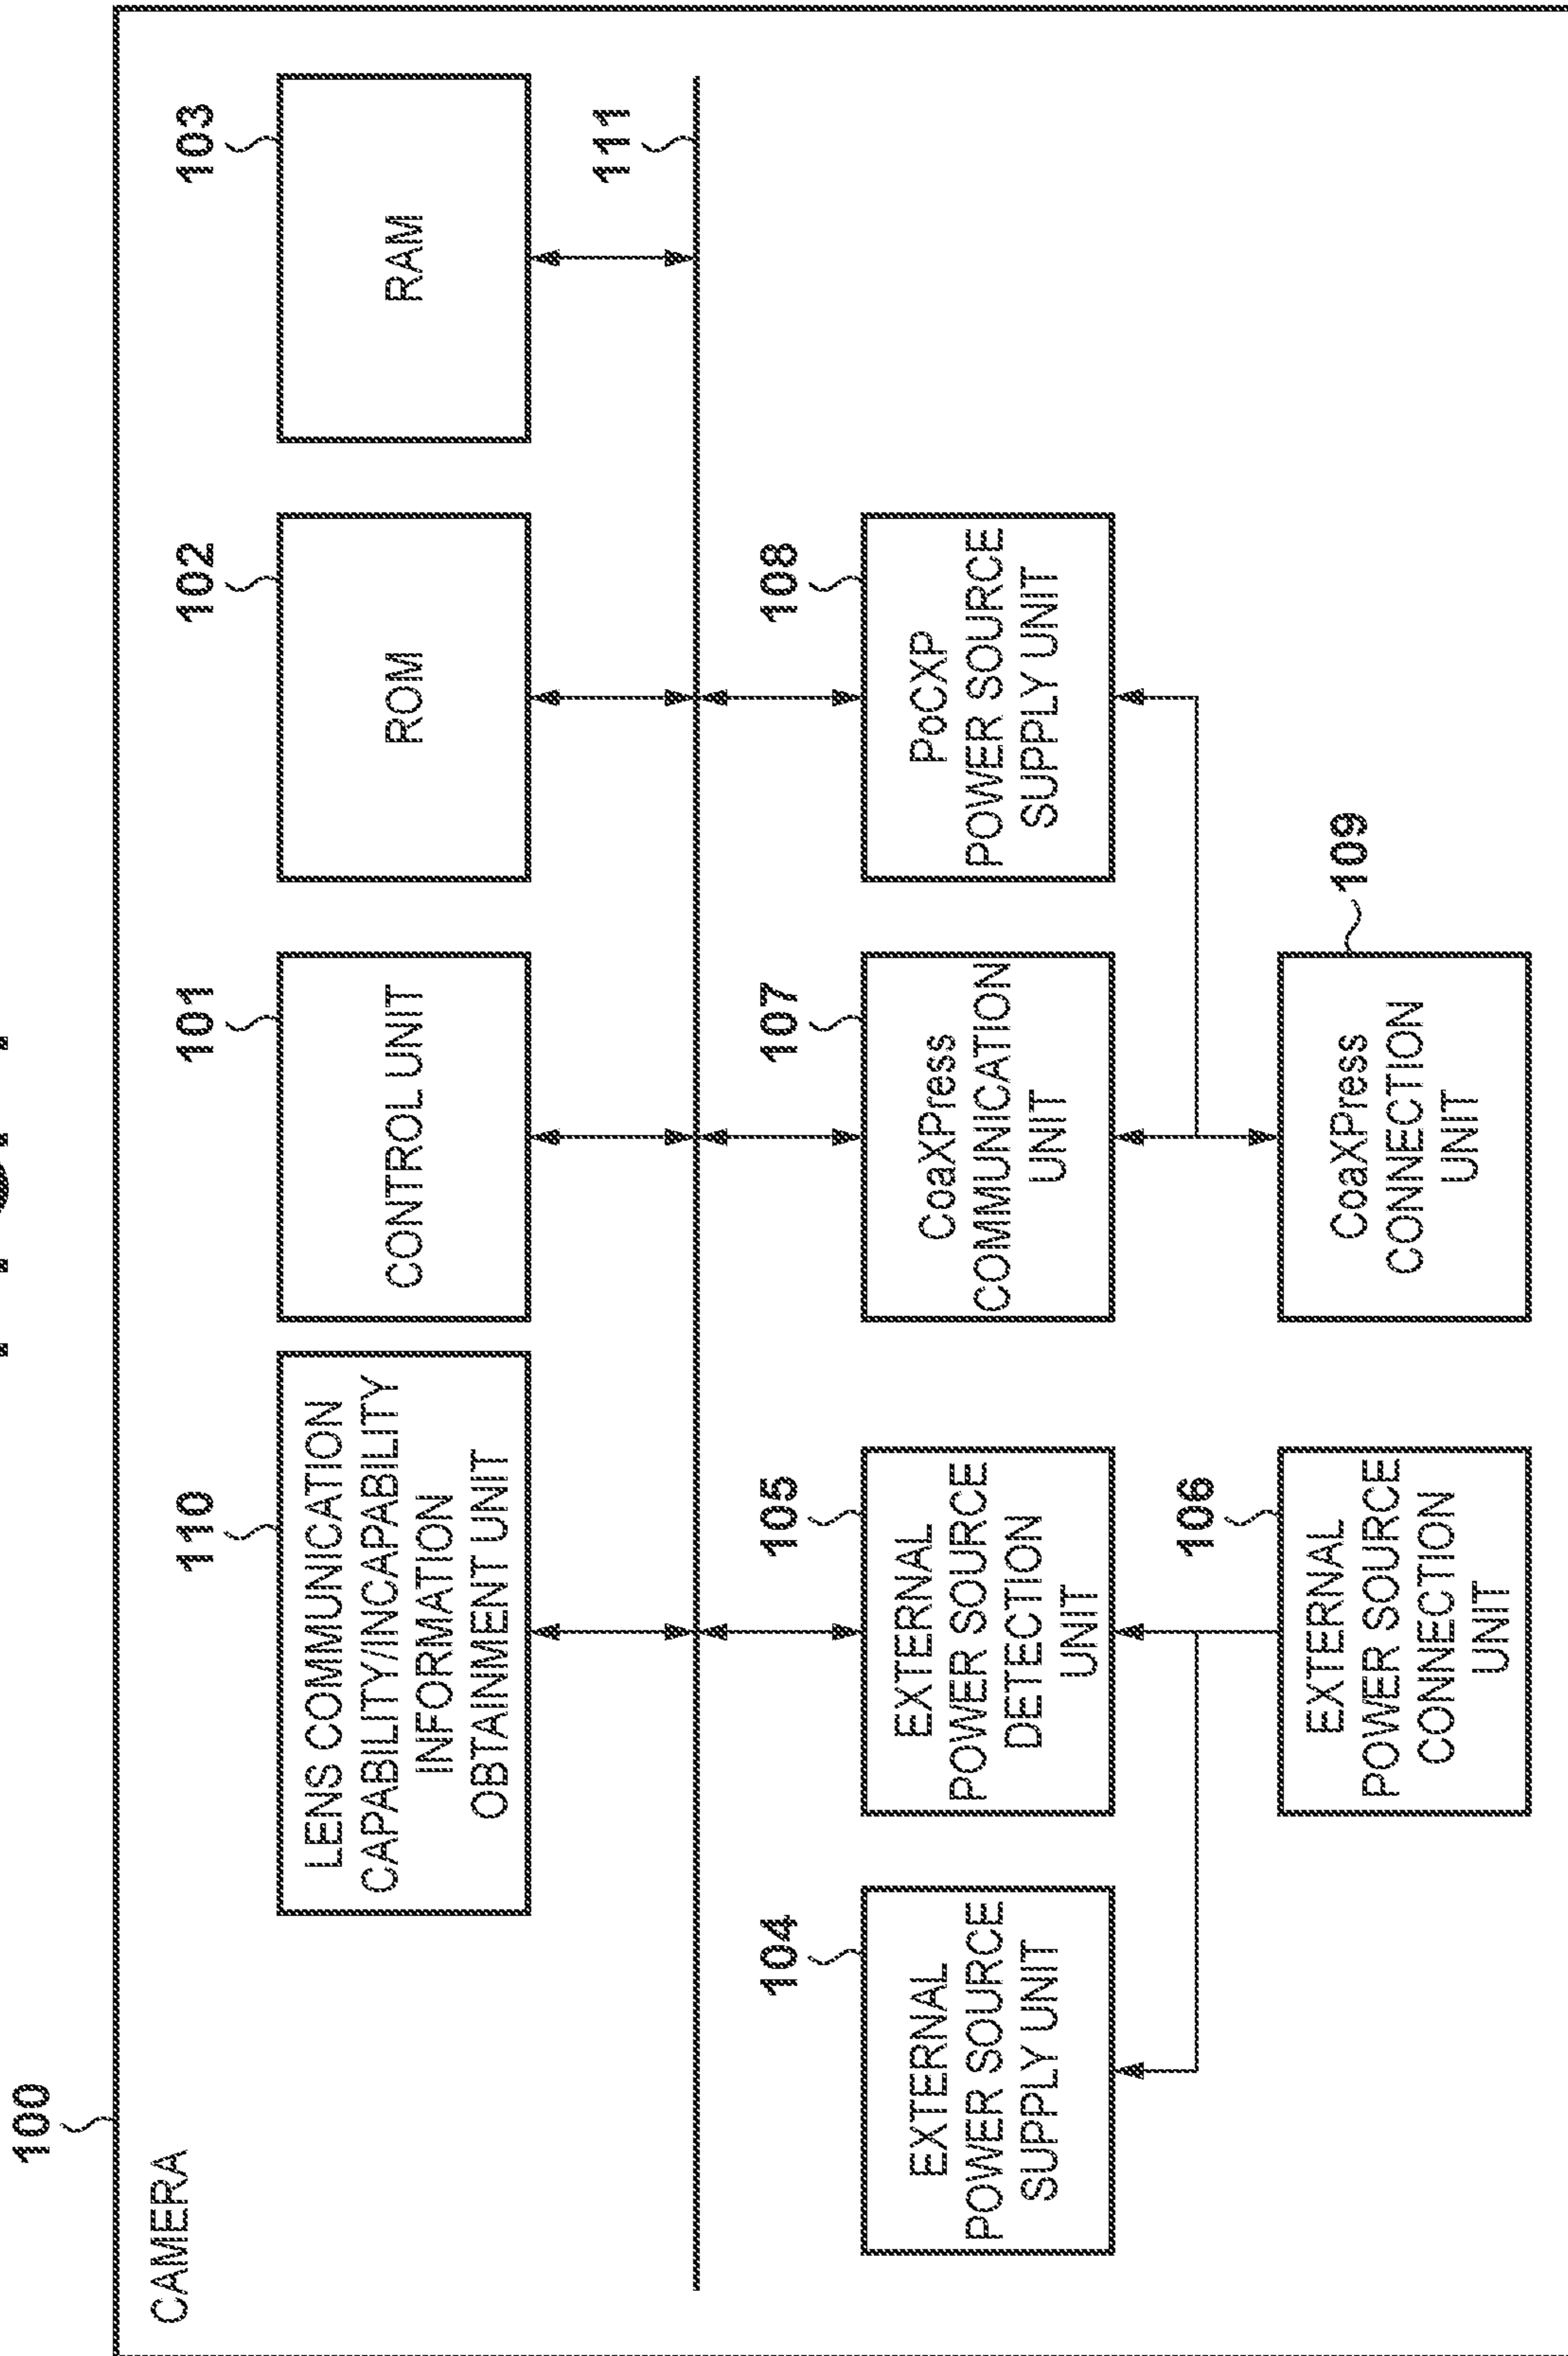 100
CAMERA
110
LENS COMMUNICATION
CAPABILITY/INCAPABILITY
INFORMATION
OBTAINMENT UNIT
101
CONTROL UNIT
102
ROM
103
RAM
111
104
EXTERNAL
POWER SOURCE
SUPPLY UNIT
105
EXTERNAL
POWER SOURCE
DETECTION
UNIT
107
CoaXPress
COMMUNICATION
UNIT
108
PoCXP
POWER SOURCE
SUPPLY UNIT
106
EXTERNAL
POWER SOURCE
CONNECTION
UNIT
109
CoaXPress
CONNECTION
UNIT